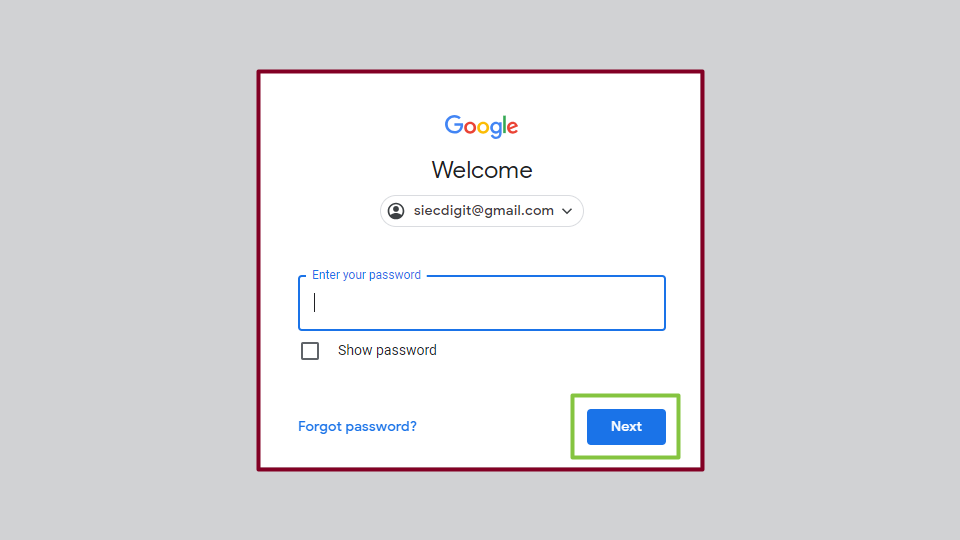 Google
Welcome
siecdigit@gmail.com
Enter your password
Show password
Forgot password?
Next